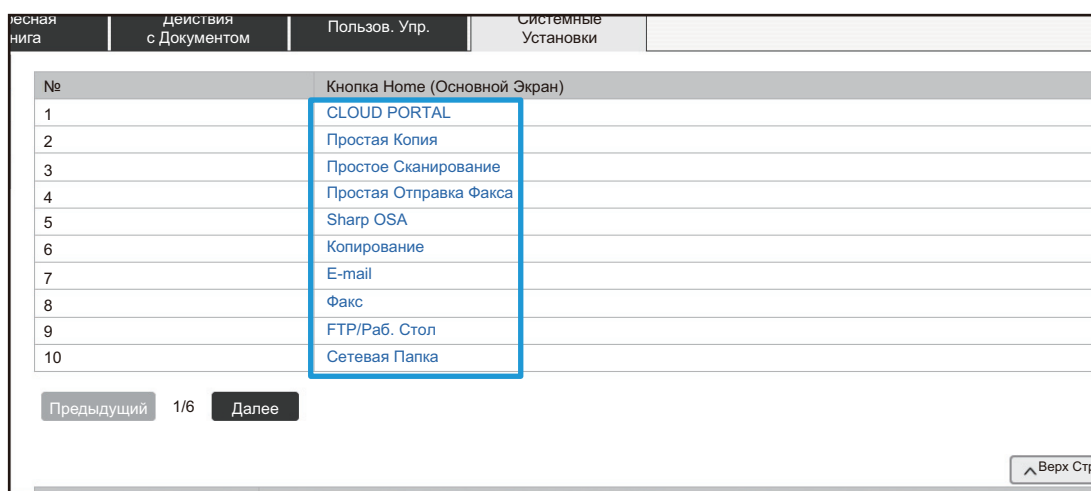 Действия
с Документом
Пользов. Упр.
Системные
Установки
№ Кнопка Home (Основной Экран)
1 CLOUD PORTAL
2 Простая Копия
3 Простое Сканирование
4 Простая Отправка Факса
5 Sharp OSA
6 Копирование
7 E-mail
8 Факс
9 FTP/Раб. Стол
10 Сетевая Папка
Предыдущий 1/6 Далее
Верх